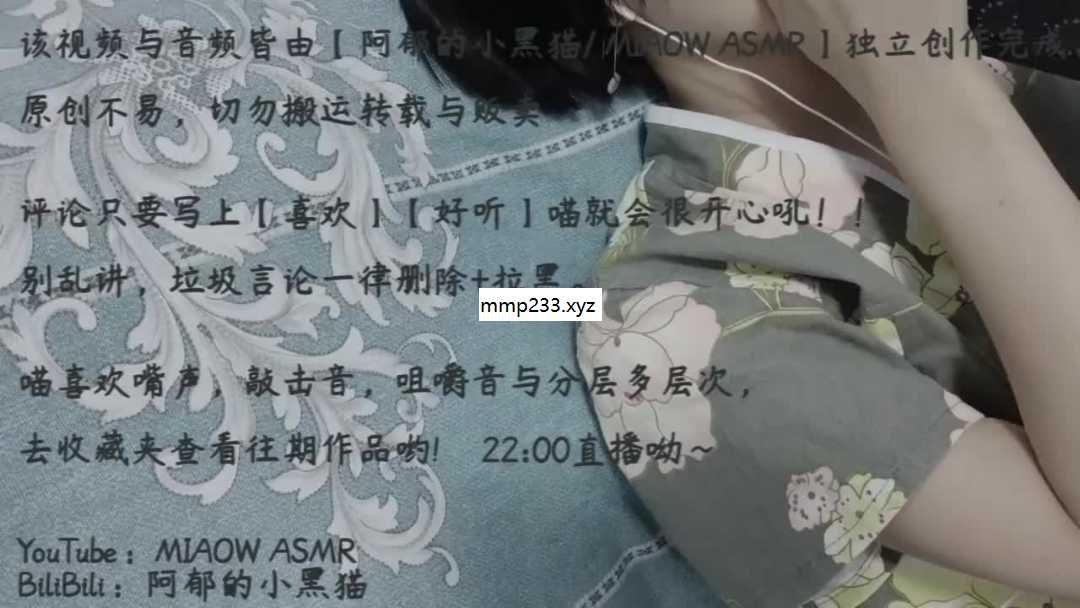 该视频与音频皆由【阿郁的小黑猫/MIAOW ASMR】独立创作完成.
原创不易，切勿搬运转载与贩卖
评论只要写上【喜欢】【好听】喵就会很开心吼！！
别乱讲，垃圾言论一律删除+拉黑。
mmp233.xyz
喵喜欢嘴声，敲击音，咀嚼音与分层多层次，
去收藏夹查看往期作品哟! 22:00直播呦~
YouTube：MIAOW ASMR
BiliBili：阿郁的小黑猫